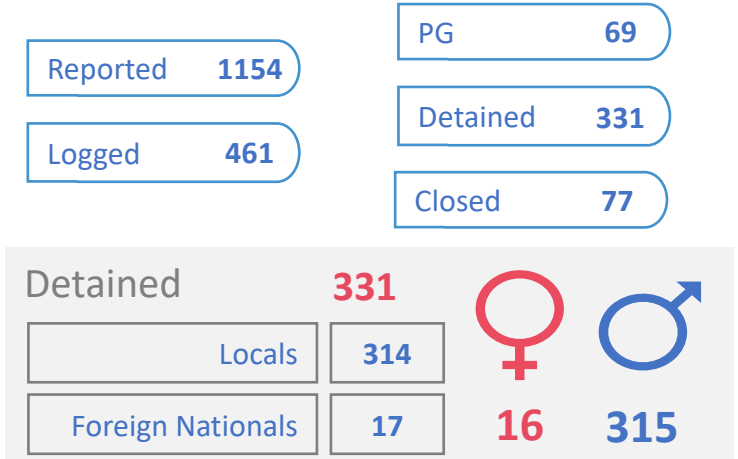 Reported 1154
Logged 461
PG 69
Detained 331
Closed 77
Detained 331
Locals 314
Foreign Nationals 17
16 315